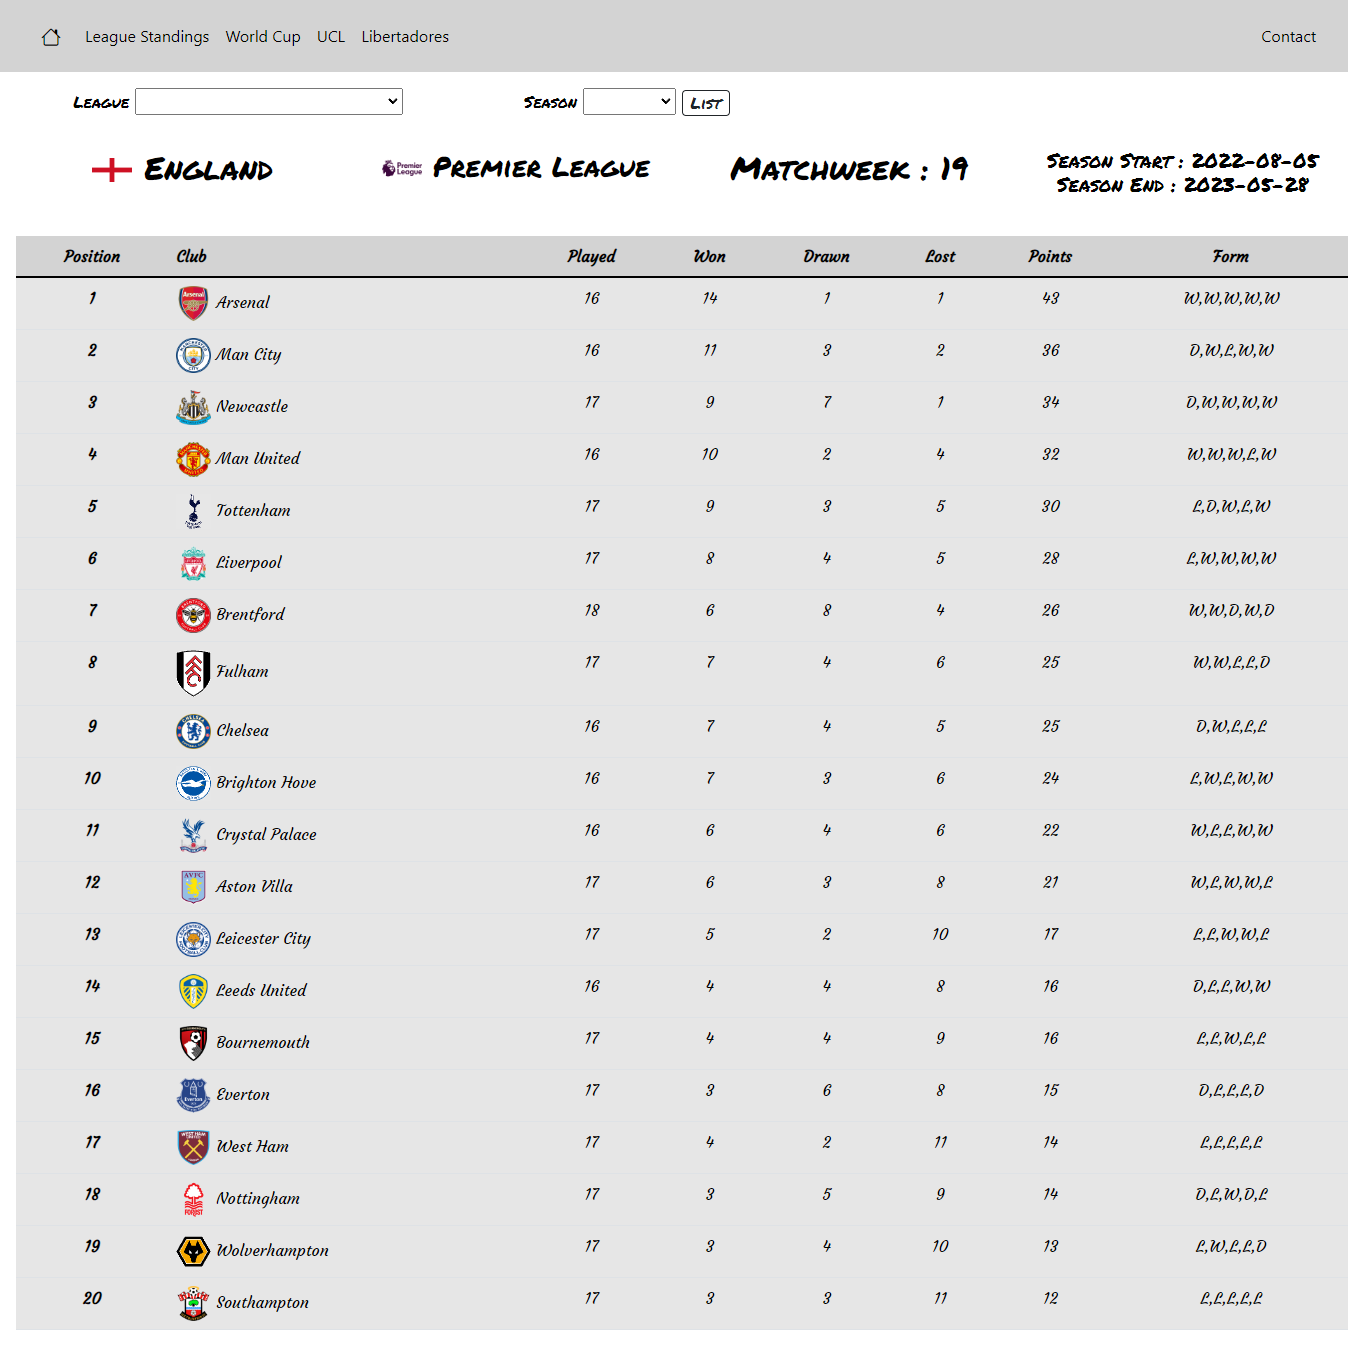 League Standings World Cup UCL Libertadores Contact
League Season List
England Premier League Premier League Matchweek : 19 Season Start : 2022-08-05
Season End : 2023-05-28
Position Club Played Won Drawn Lost Points Form
1 Arsenal Arsenal 16 14 1 1 43 W,W,W,W,W
2 Man City 16 11 3 2 36 D,W,L,W,W
3 Newcastle 17 9 7 1 34 D,W,W,W,W
4 Man United 16 10 2 4 32 W,W,W,L,W
5 Tottenham 17 9 3 5 30 L,D,W,L,W
6 Liverpool 17 8 4 5 28 L,W,W,W,W
7 Brentford 18 6 8 4 26 W,W,D,W,D
8 Fulham 17 7 4 6 25 W,W,L,L,D
9 Chelsea 16 7 4 5 25 D,W,L,L,L
10 Brighton Hove 16 7 3 6 24 L,W,L,W,W
11 Crystal Palace 16 6 4 6 22 W,L,L,W,W
12 AVFC Aston Villa 17 6 3 8 21 W,L,W,W,L
13 Leicester City 17 5 2 10 17 L,L,W,W,L
14 Leeds United 16 4 4 8 16 D,L,L,W,W
15 Bournemouth 17 4 4 9 16 L,L,W,L,L
16 Everton Everton 17 3 6 8 15 D,L,L,L,D
17 West Ham 17 4 2 11 14 L,L,L,L,L
18 Forest Nottingham 17 3 5 9 14 D,L,W,D,L
19 Wolverhampton 17 3 4 10 13 L,W,L,L,D
20 Southampton 17 3 3 11 12 L,L,L,L,L